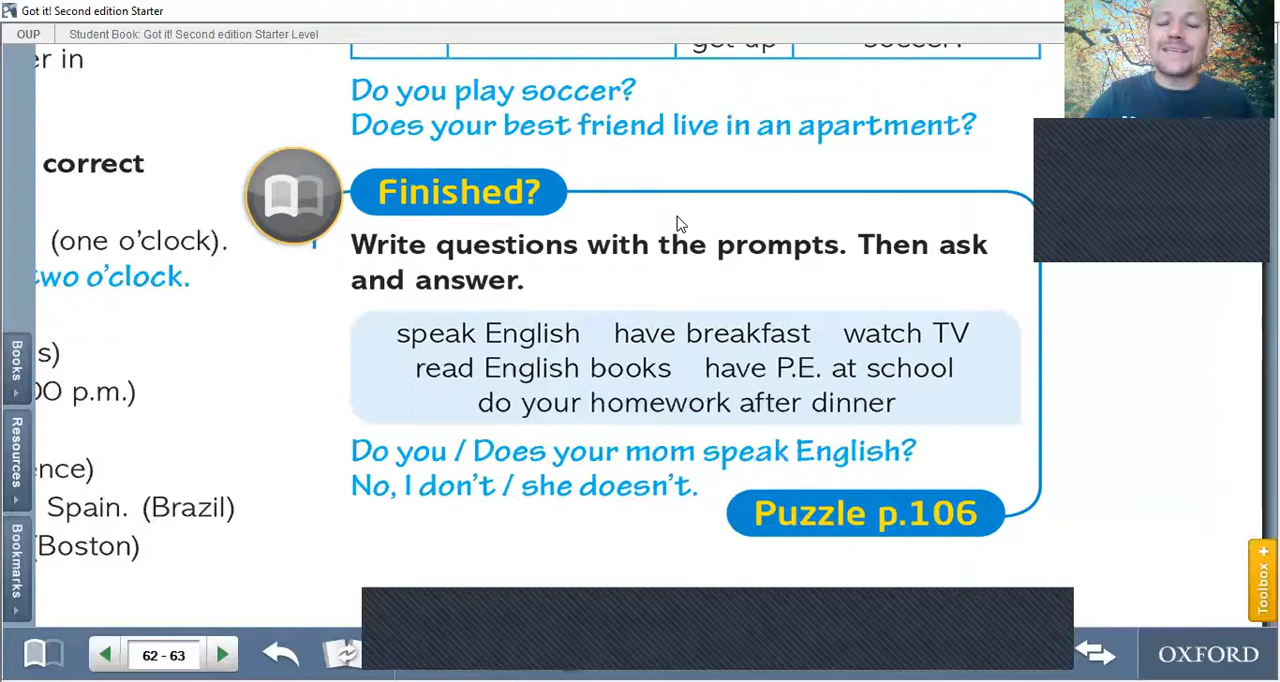 Got it! Second edition Starter
OUP Student Book: Got it! Second edition Starter Level
er in
get up soccer?
Do you play soccer?
Does your best friend live in an apartment?
correct
Finished?
(one o'clock).
Write questions with the prompts. Then ask
two o'clock.
and answer.
speak English have breakfast watch TV
s)
read English books have P.E. at school
00 p.m.)
do your homework after dinner
Do you / Does your mom speak English?
ence)
No, I don't / she doesn't.
Spain. (Brazil)
Puzzle p.106
(Boston)
Books
Resources
Bookmarks
Toolbox +
62 - 63
OXFORD